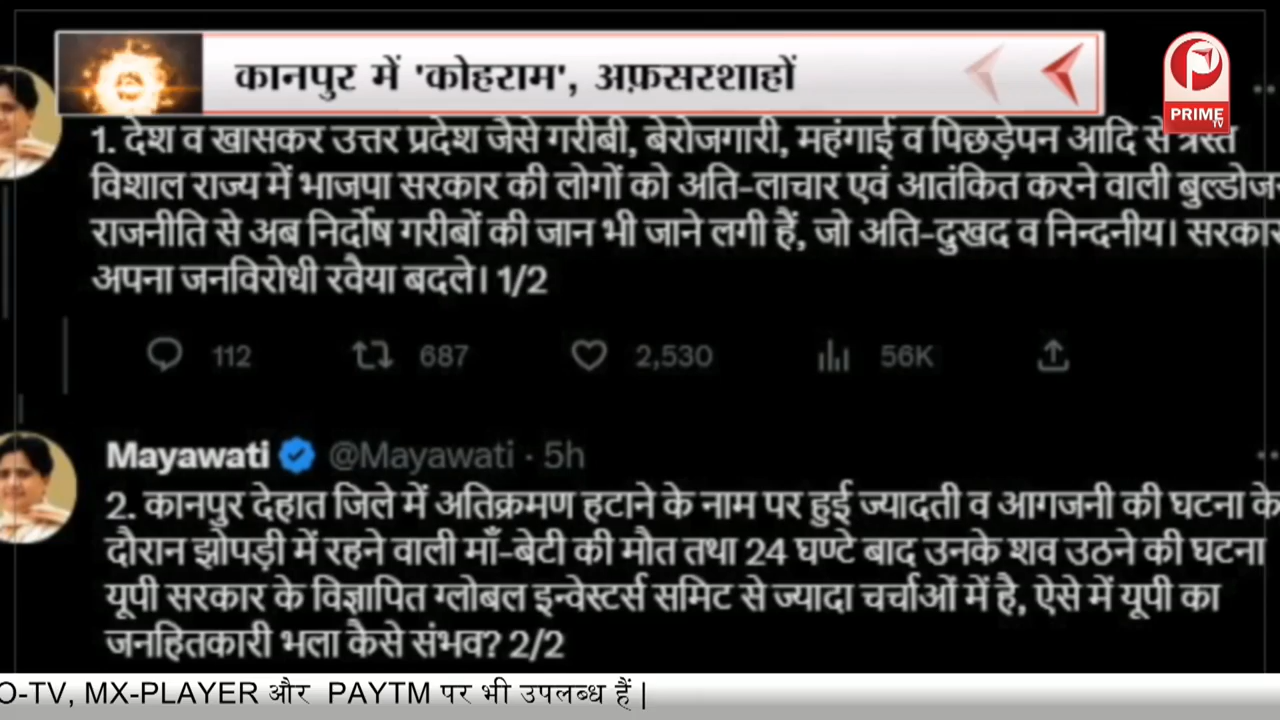 कानपुर में 'कोहराम', अफ़सरशाहों
PRIME
TV
1. देश व खासकर उत्तर प्रदेश जैसे गरीबी, बेरोजगारी, महंगाई व पिछड़ेपन आदि से त्रस्त
विशाल राज्य में भाजपा सरकार की लोगों को अति-लाचार एवं आतंकित करने वाली
राजनीति से अब निर्दोष गरीबों की जान भी जाने लगी हैं, जो अति-दुखद व निन्दनीय। सरकार
अपना जनविरोधी रवैया बदले। 1/2
112 687 2,530 56K
Mayawati @Mayawati · 5h
2. कानपुर देहात जिले में अतिक्रमण हटाने के नाम पर हुई ज्यादती व आगजनी की घटना के
दौरान झोपड़ी में रहने वाली माँ-बेटी की मौत तथा 24 घण्टे बाद उनके शव उठने की घटना
यूपी सरकार के विज्ञापित ग्लोबल इन्वेस्टर्स समिट से ज्यादा चर्चाओं में है, ऐसे में यूपी का
जनहितकारी भला कैसे संभव? 2/2
O-TV, MX-PLAYER और PAYTM पर भी उपलब्ध हैं |